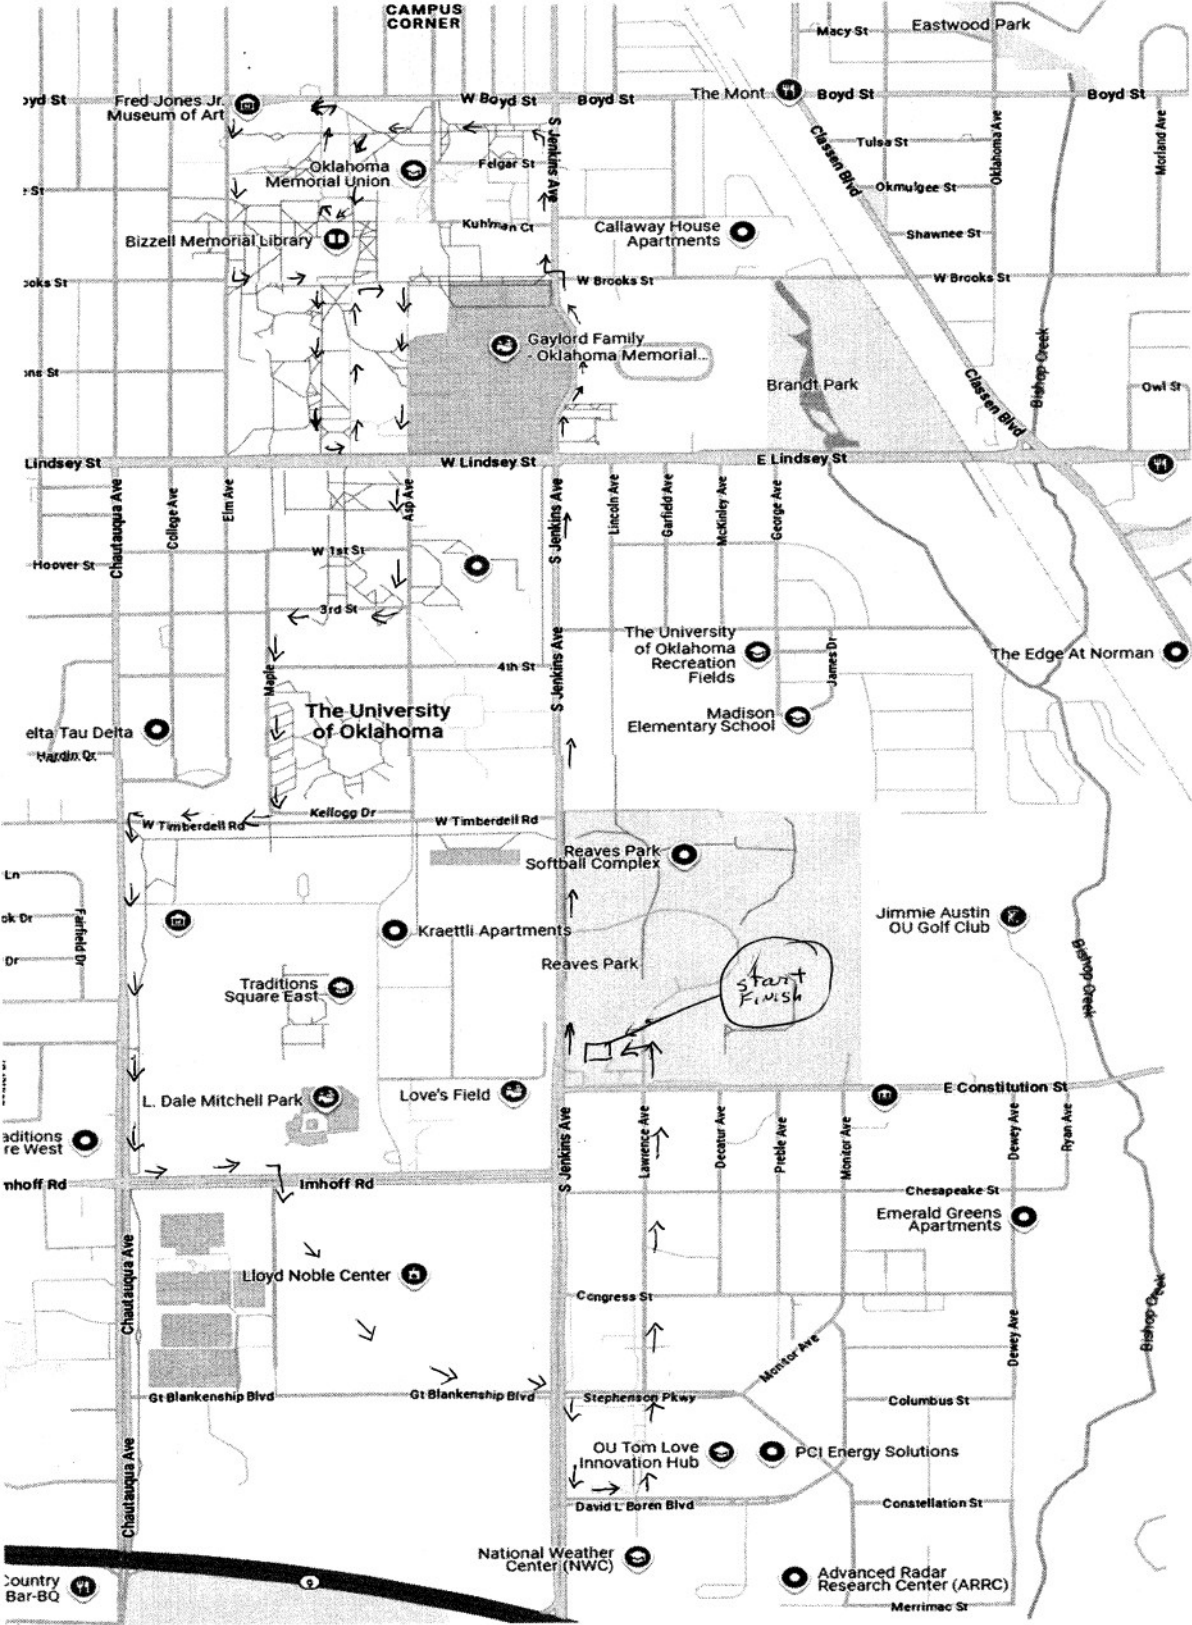 CAMPUS
CORNER
Macy St
Eastwood Park
oyd St
Fred Jones Jr.
Museum of Art
W Boyd St
Boyd St
The Mont
Boyd St
Boyd St
S Jenkins Ave
Classen Blvd
Tulsa St
Oklahoma Ave
Morland Ave
Oklahoma
Memorial Union
Felgar St
Okmulgee St
e St
Kuhlman Ct
Callaway House
Apartments
Shawnee St
Bizzell Memorial Library
ooks St
W Brooks St
W Brooks St
Gaylord Family
- Oklahoma Memorial...
Bishop Creek
ons St
Brandt Park
Classen Blvd
Owl St
Lindsey St
W Lindsey St
E Lindsey St
Chautauqua Ave
College Ave
Elm Ave
Asp Ave
S Jenkins Ave
Lincoln Ave
Garfield Ave
McKinley Ave
George Ave
W 1st St
Hoover St
3rd St
The University
of Oklahoma
Recreation
Fields
James Dr
The Edge At Norman
S Jenkins Ave
4th St
Maple
The University
of Oklahoma
Madison
Elementary School
elta Tau Delta
Hardin Dr
Kellogg Dr
W Timberdell Rd
W Timberdell Rd
Reaves Park
Softball Complex
Ln
ok Dr
Farfield Dr
Kraettli Apartments
Jimmie Austin
OU Golf Club
Dr
Reaves Park
Bishop Creek
Traditions
Square East
start
Finish
L. Dale Mitchell Park
Love's Field
E Constitution St
aditions
re West
S Jenkins Ave
Lawrence Ave
Decatur Ave
Preble Ave
Monitor Ave
Dewey Ave
Ryan Ave
mhoff Rd
Imhoff Rd
Chesapeake St
Emerald Greens
Apartments
Chautauqua Ave
Lloyd Noble Center
Congress St
Bishop Creek
Monitor Ave
Dewey Ave
Gt Blankenship Blvd
Gt Blankenship Blvd
Stephenson Pkwy
Columbus St
Chautauqua Ave
OU Tom Love
Innovation Hub
PCI Energy Solutions
David L Boren Blvd
Constellation St
National Weather
Center (NWC)
Country
Bar-BQ
9
Advanced Radar
Research Center (ARRC)
Merrimac St